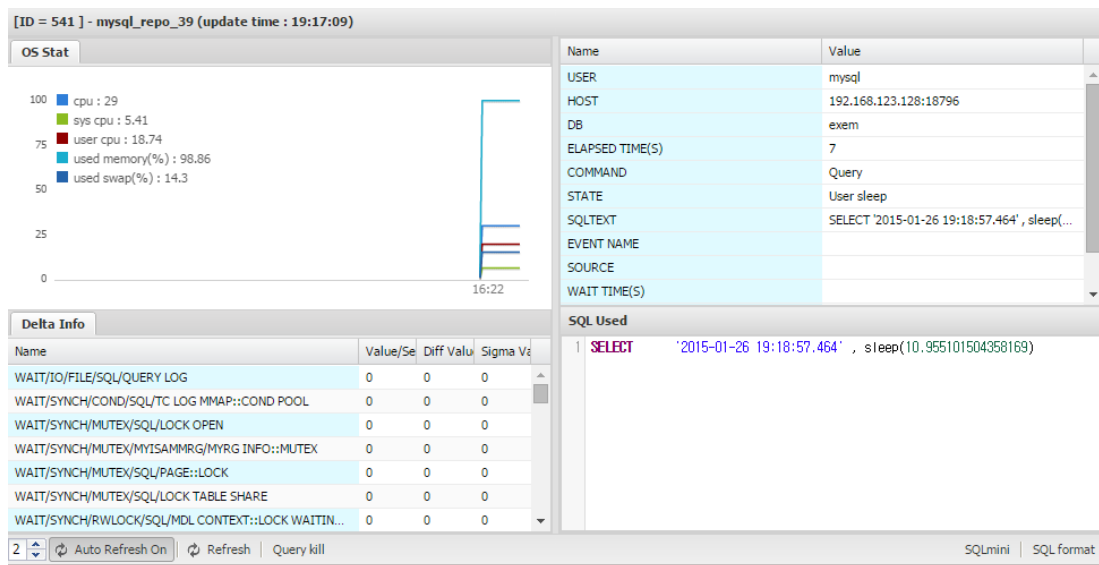 [ID = 541 ] - mysql_repo_39 (update time : 19:17:09)
OS Stat
100
75
50
25
0
cpu : 29
sys cpu : 5.41
user cpu : 18.74
used memory(%) : 98.86
used swap(%) : 14.3
16:22
Name Value
USER mysql
HOST 192.168.123.128:18796
DB exem
ELAPSED TIME(S) 7
COMMAND Query
STATE User sleep
SQLTEXT SELECT '2015-01-26 19:18:57.464' , sleep(...
EVENT NAME
SOURCE
WAIT TIME(S)
Delta Info
Name Value/Se Diff Valu Sigma Va
WAIT/IO/FILE/SQL/QUERY LOG 0 0 0
WAIT/SYNCH/COND/SQL/TC LOG MMAP::COND POOL 0 0 0
WAIT/SYNCH/MUTEX/SQL/LOCK OPEN 0 0 0
WAIT/SYNCH/MUTEX/MYISAMMRG/MYRG INFO::MUTEX 0 0 0
WAIT/SYNCH/MUTEX/SQL/PAGE::LOCK 0 0 0
WAIT/SYNCH/MUTEX/SQL/LOCK TABLE SHARE 0 0 0
WAIT/SYNCH/RWLOCK/SQL/MDL CONTEXT::LOCK WAITIN... 0 0 0
SQL Used
1 SELECT '2015-01-26 19:18:57.464' , sleep(10.955101504358169)
2 Auto Refresh On Refresh Query kill SQLmini SQL format